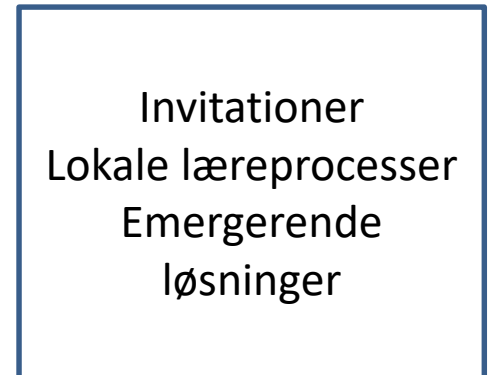 Invitationer
Lokale læreprocesser
Emergerende
løsninger